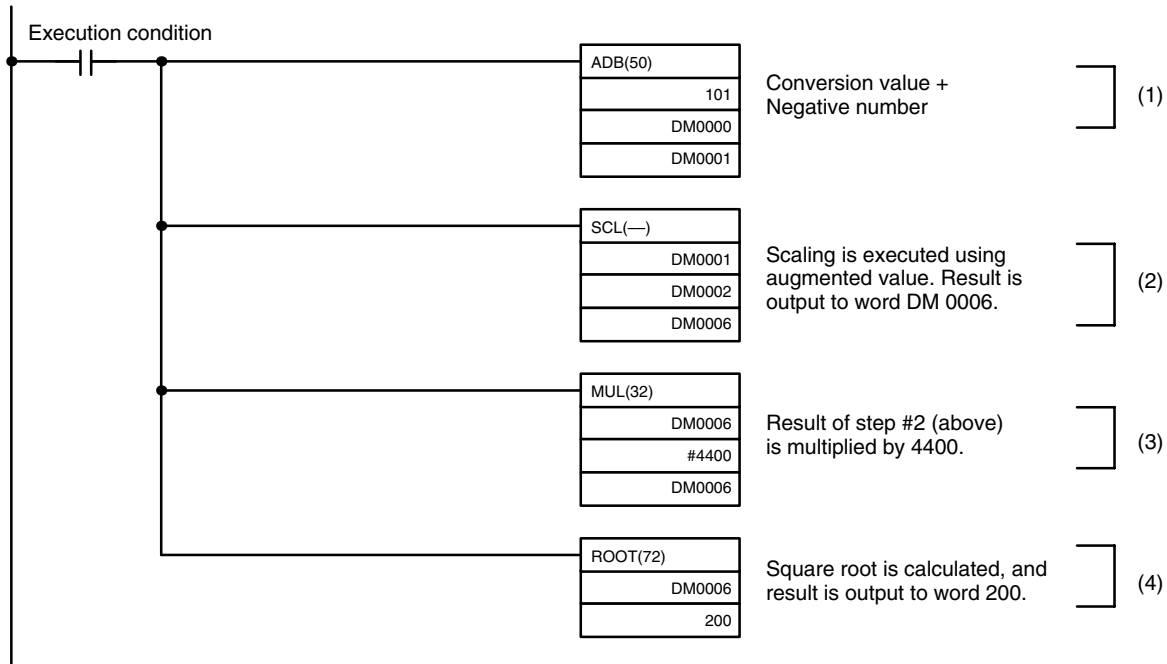 Execution condition
ADB(50)
101
DM0000
DM0001
Conversion value +
Negative number
(1)
SCL(—)
DM0001
DM0002
DM0006
Scaling is executed using
augmented value. Result is
output to word DM 0006.
(2)
MUL(32)
DM0006
#4400
DM0006
Result of step #2 (above)
is multiplied by 4400.
(3)
ROOT(72)
DM0006
200
Square root is calculated, and
result is output to word 200.
(4)